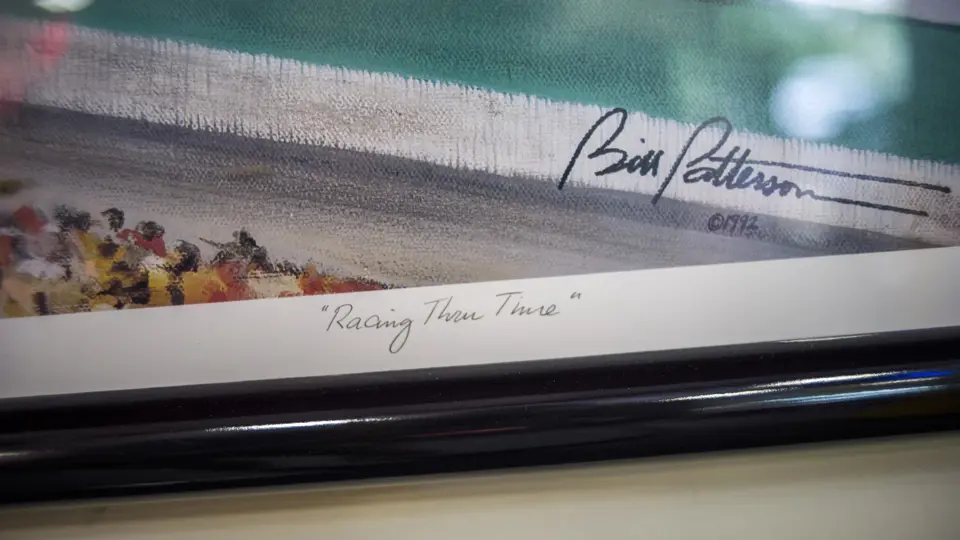 Bill Patterson
©1992
"Racing Thru Time"